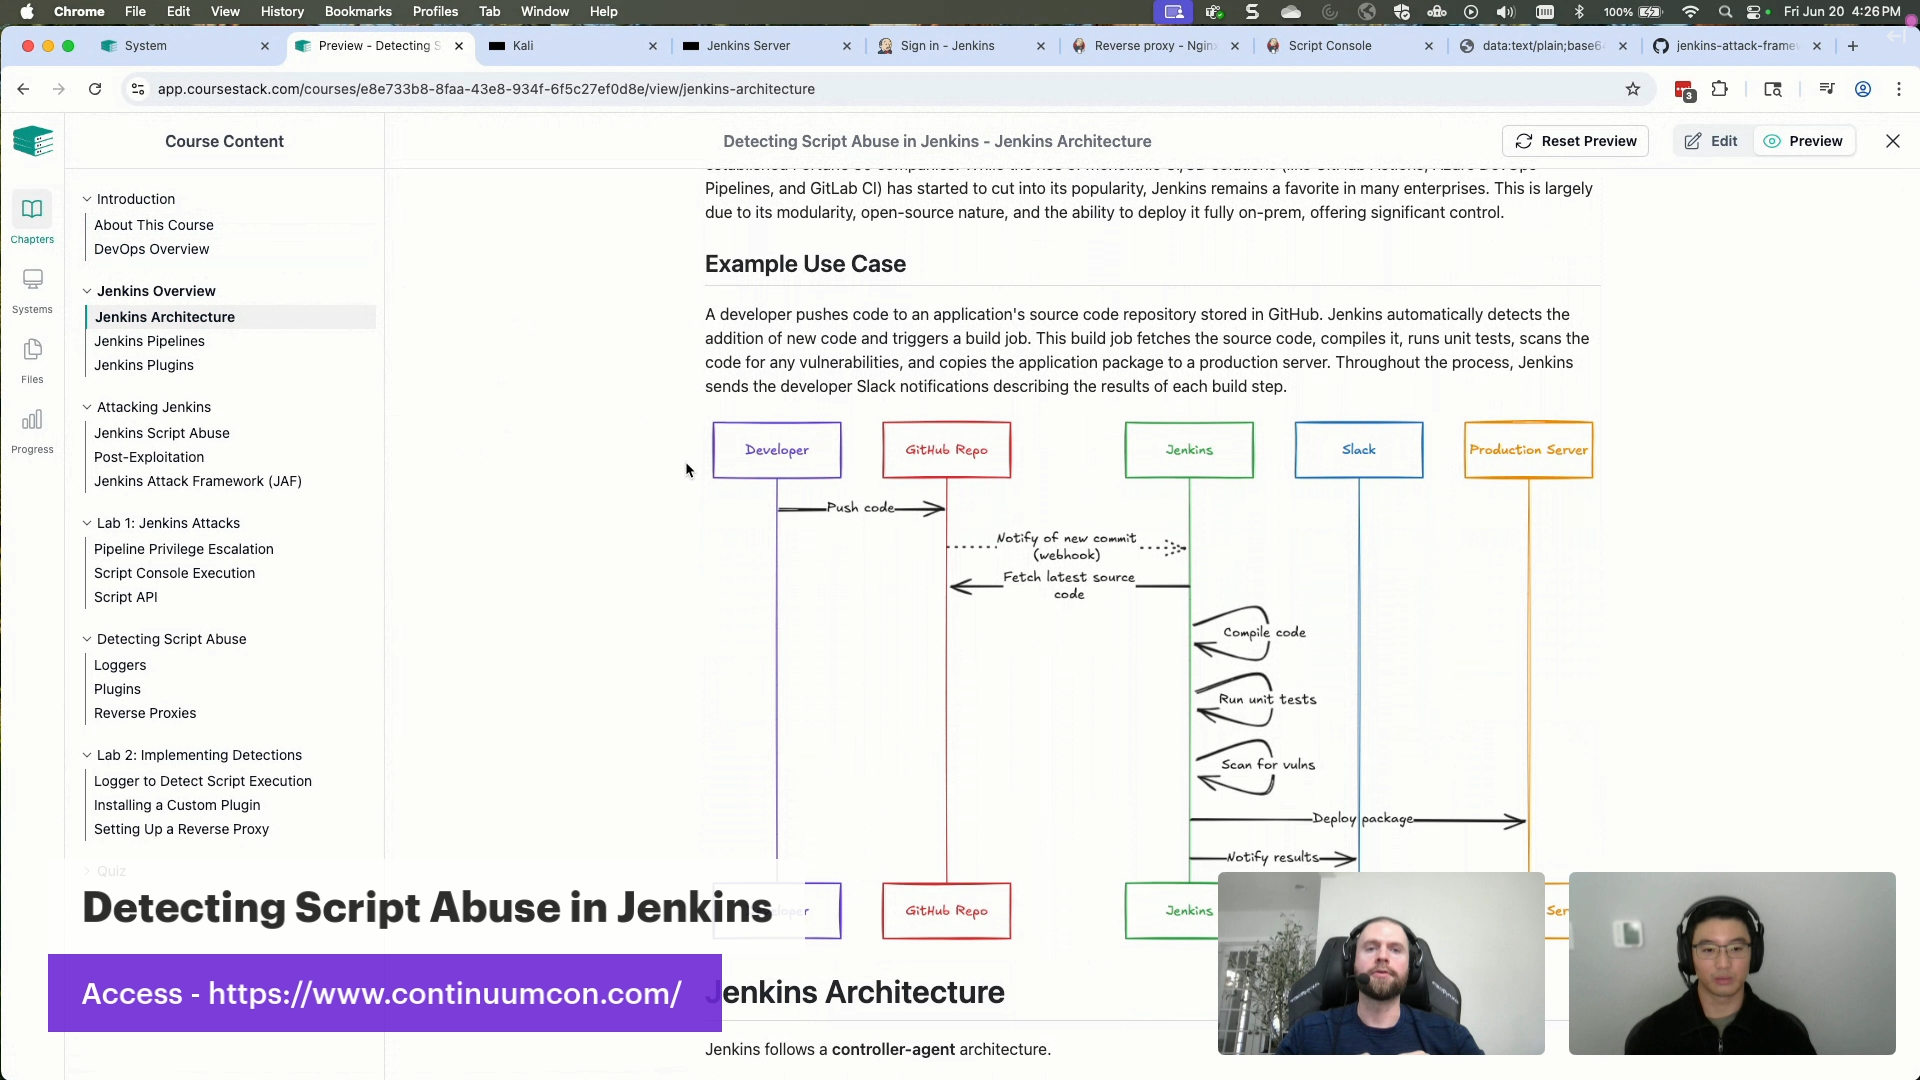 Chrome File Edit View History Bookmarks Profiles Tab Window Help 100% Fri Jun 20 4:26 PM
System Preview - Detecting S Kali Jenkins Server Sign in - Jenkins Reverse proxy - Nginx Script Console data:text/plain;base6 jenkins-attack-frame
app.coursestack.com/courses/e8e733b8-8faa-43e8-934f-6f5c27ef0d8e/view/jenkins-architecture
3
Course Content
Detecting Script Abuse in Jenkins - Jenkins Architecture
Reset Preview
Edit
Preview
Chapters
Systems
Files
Progress
Introduction
About This Course
DevOps Overview
Jenkins Overview
Jenkins Architecture
Jenkins Pipelines
Jenkins Plugins
Attacking Jenkins
Jenkins Script Abuse
Post-Exploitation
Jenkins Attack Framework (JAF)
Lab 1: Jenkins Attacks
Pipeline Privilege Escalation
Script Console Execution
Script API
Detecting Script Abuse
Loggers
Plugins
Reverse Proxies
Lab 2: Implementing Detections
Logger to Detect Script Execution
Installing a Custom Plugin
Setting Up a Reverse Proxy
Quiz
Pipelines, and GitLab CI) has started to cut into its popularity, Jenkins remains a favorite in many enterprises. This is largely
due to its modularity, open-source nature, and the ability to deploy it fully on-prem, offering significant control.
Example Use Case
A developer pushes code to an application's source code repository stored in GitHub. Jenkins automatically detects the
addition of new code and triggers a build job. This build job fetches the source code, compiles it, runs unit tests, scans the
code for any vulnerabilities, and copies the application package to a production server. Throughout the process, Jenkins
sends the developer Slack notifications describing the results of each build step.
Developer GitHub Repo Jenkins Slack Production Server
Push code
Notify of new commit
(webhook)
Fetch latest source
code
Compile code
Run unit tests
Scan for vulns
Deploy package
Notify results
GitHub Repo Jenkins Ser
Jenkins Architecture
Jenkins follows a controller-agent architecture.
Detecting Script Abuse in Jenkins
Access - https://www.continuumcon.com/